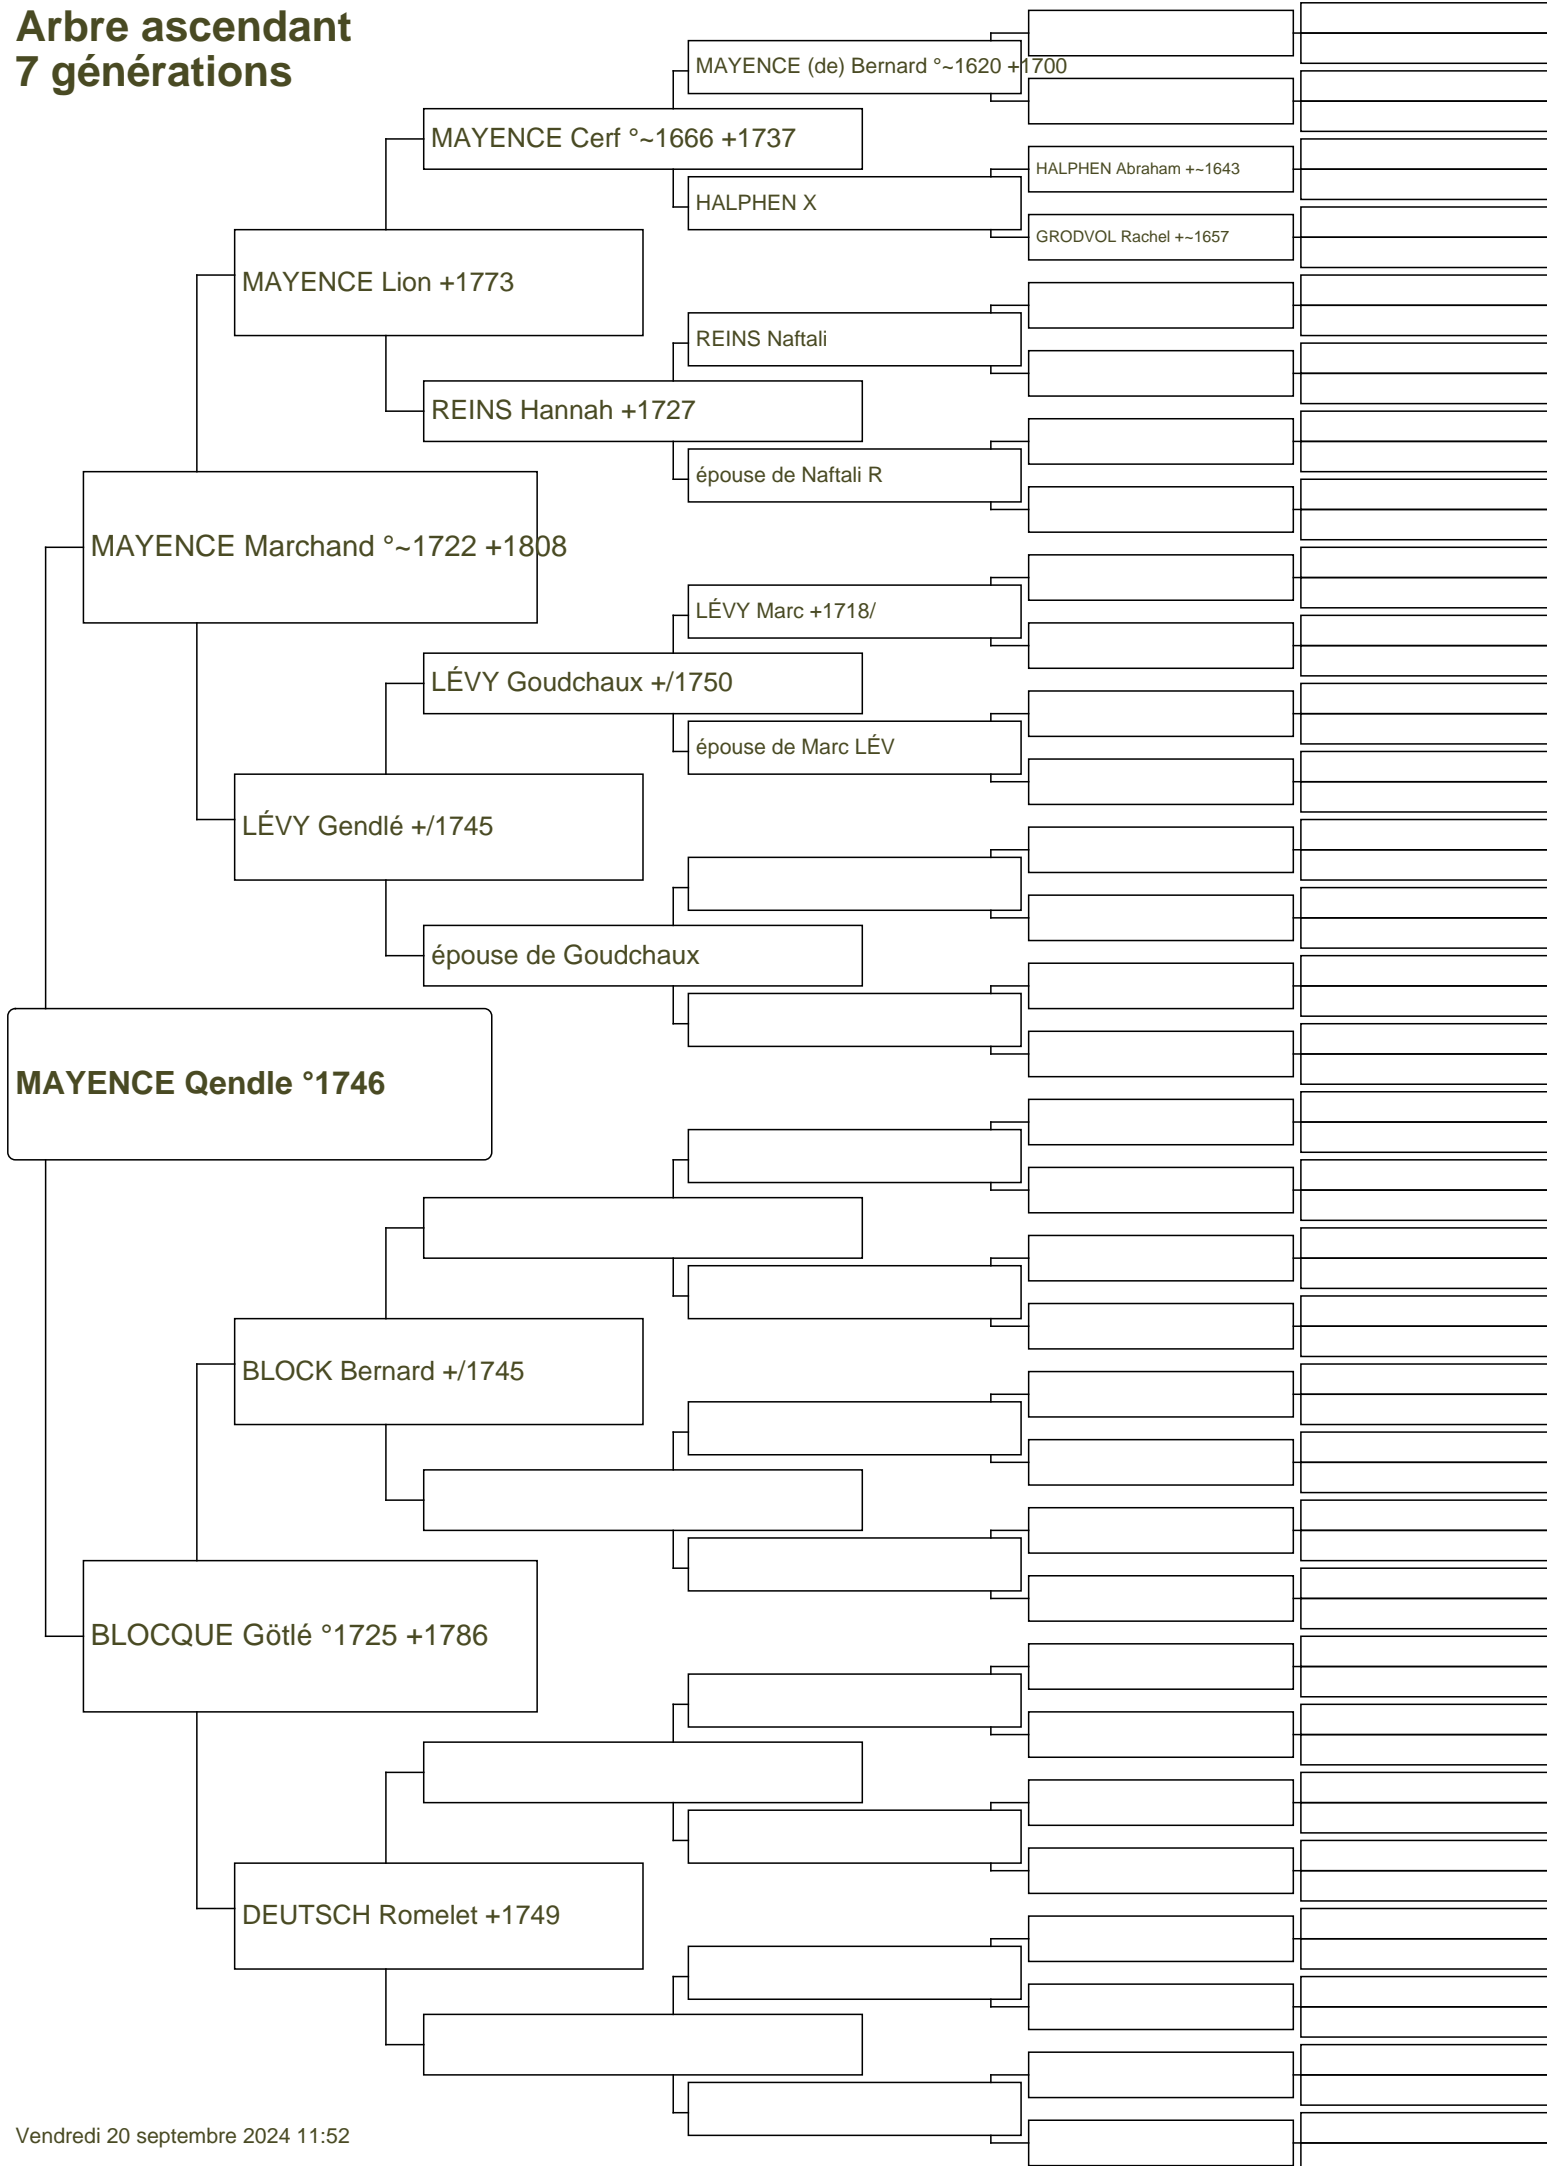 Arbre ascendant
7 générations
MAYENCE (de) Bernard °~1620 +1700
MAYENCE Cerf °~1666 +1737
HALPHEN Abraham +~1643
HALPHEN X
GRODVOL Rachel +~1657
MAYENCE Lion +1773
REINS Naftali
REINS Hannah +1727
épouse de Naftali R
MAYENCE Marchand °~1722 +1808
LÉVY Marc +1718/
LÉVY Goudchaux +/1750
épouse de Marc LÉV
LÉVY Gendlé +/1745
épouse de Goudchaux
MAYENCE Qendle °1746
BLOCK Bernard +/1745
BLOCQUE Götlé °1725 +1786
DEUTSCH Romelet +1749
Vendredi 20 septembre 2024 11:52